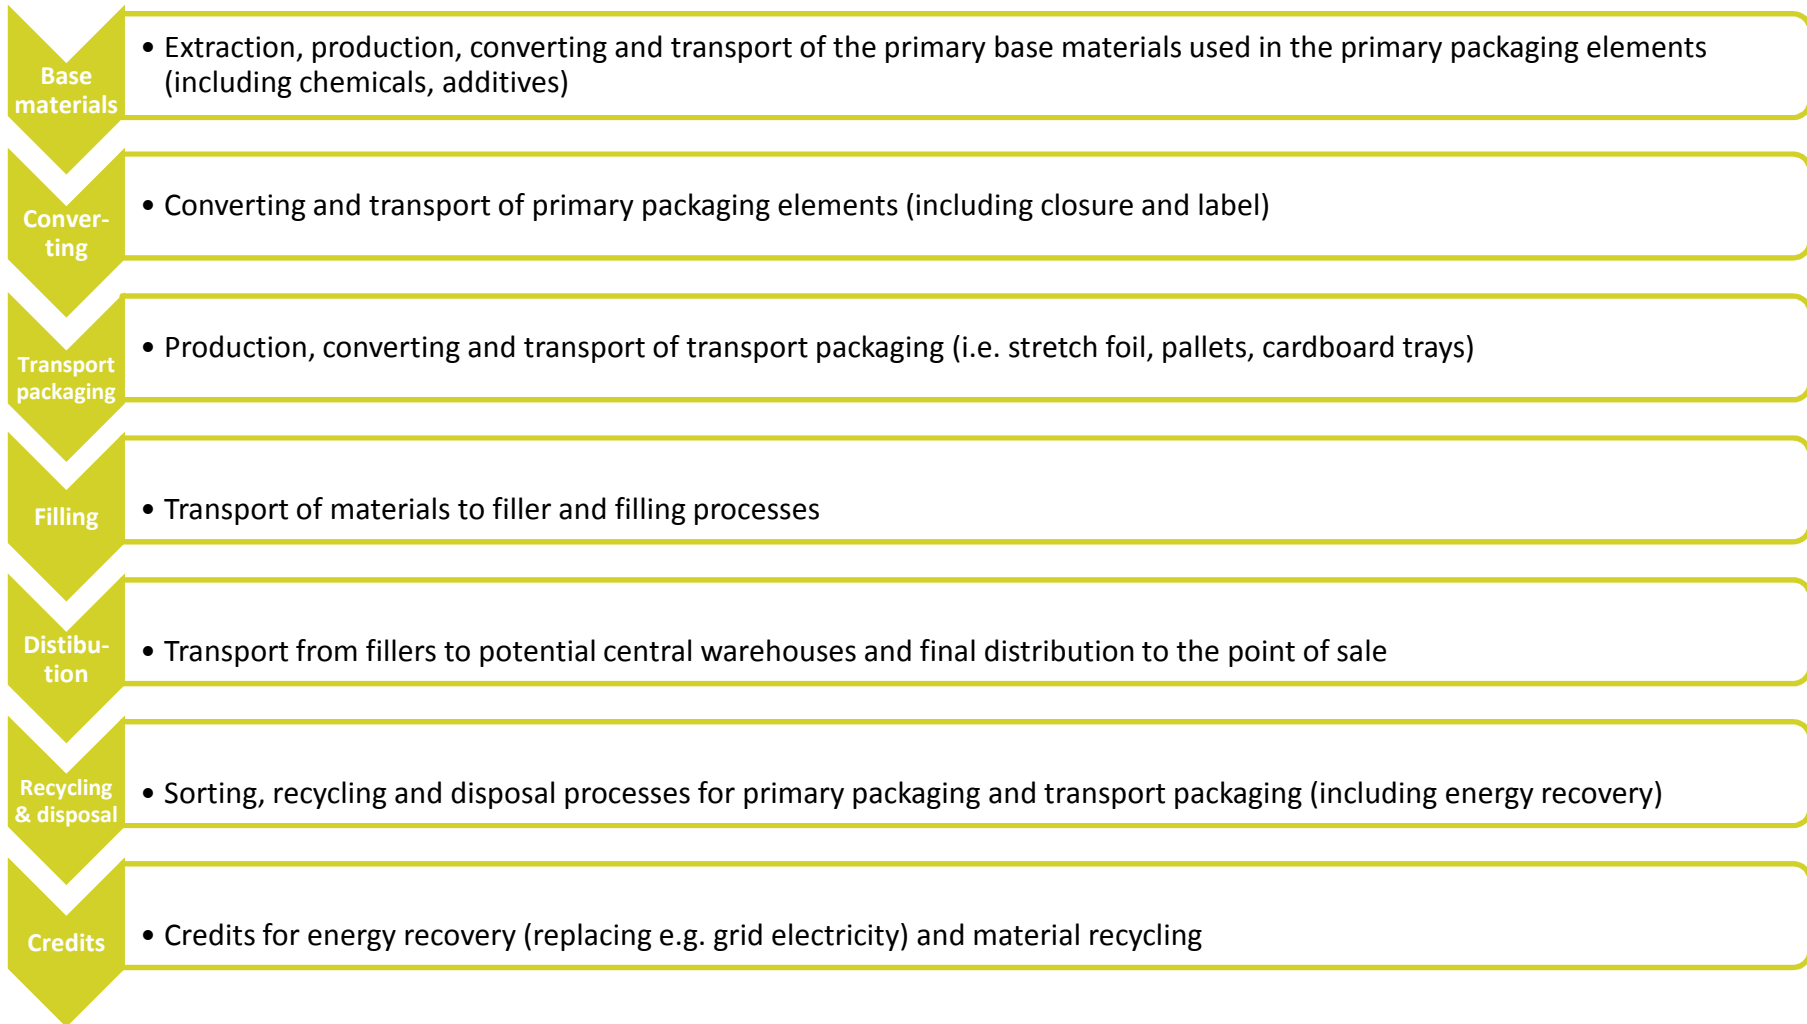 Base
materials
• Extraction, production, converting and transport of the primary base materials used in the primary packaging elements
(including chemicals, additives)
Conver-
ting
• Converting and transport of primary packaging elements (including closure and label)
Transport
packaging
• Production, converting and transport of transport packaging (i.e. stretch foil, pallets, cardboard trays)
Filling
• Transport of materials to filler and filling processes
Distibu-
tion
• Transport from fillers to potential central warehouses and final distribution to the point of sale
Recycling
& disposal
• Sorting, recycling and disposal processes for primary packaging and transport packaging (including energy recovery)
Credits
• Credits for energy recovery (replacing e.g. grid electricity) and material recycling